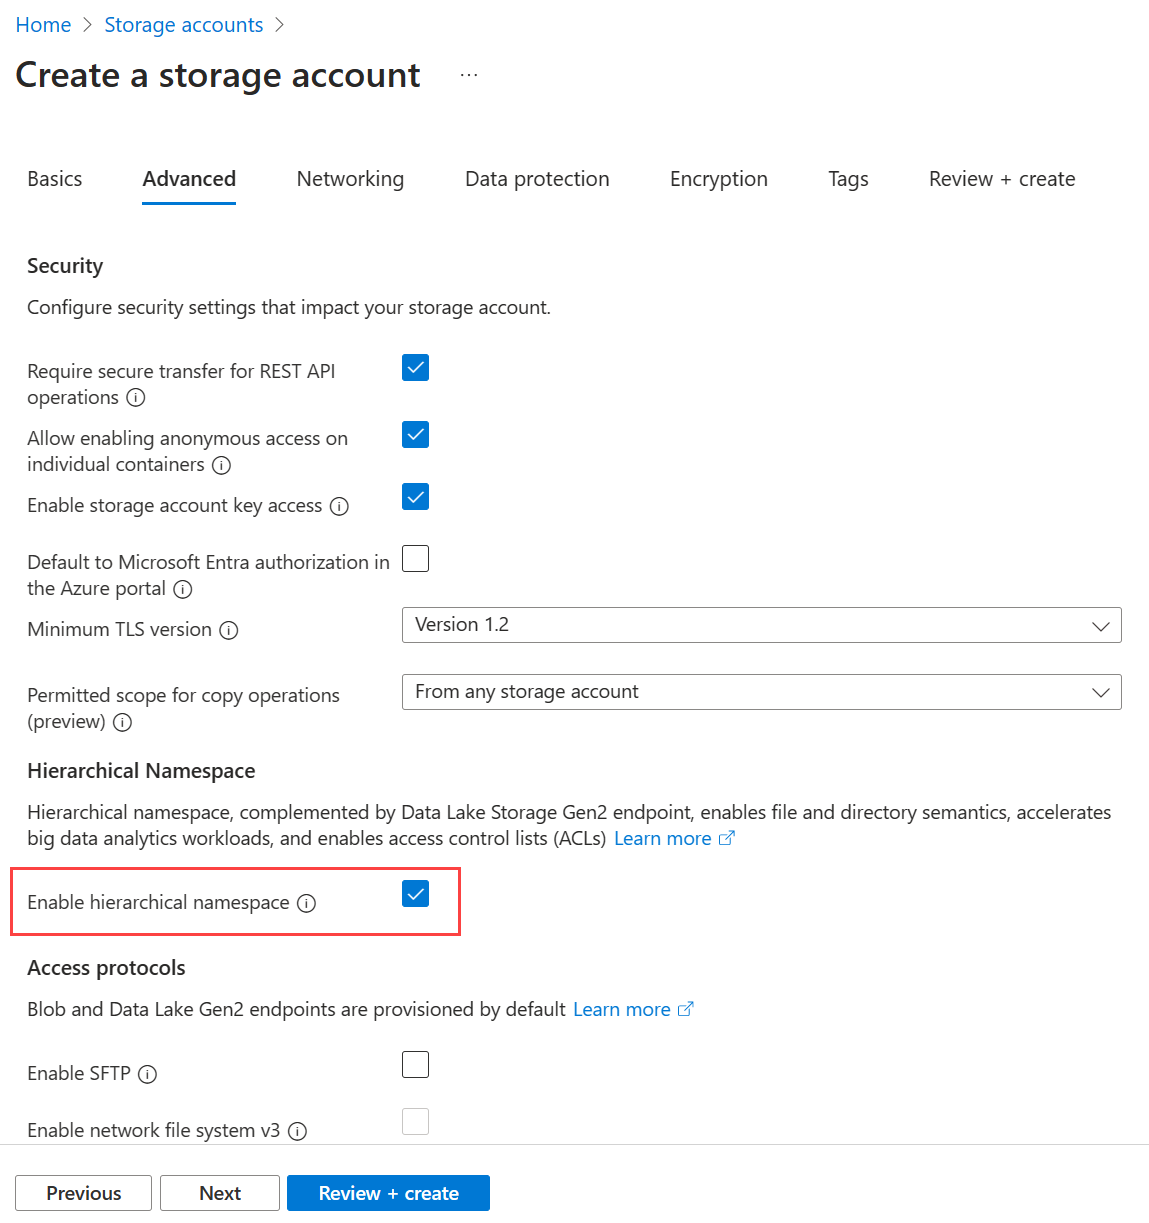 Home > Storage accounts >
Create a storage account ...
Basics Advanced Networking Data protection Encryption Tags Review + create
Security
Configure security settings that impact your storage account.
Require secure transfer for REST API
operations
Allow enabling anonymous access on
individual containers
Enable storage account key access
Default to Microsoft Entra authorization in
the Azure portal
Minimum TLS version Version 1.2
Permitted scope for copy operations From any storage account
(preview)
Hierarchical Namespace
Hierarchical namespace, complemented by Data Lake Storage Gen2 endpoint, enables file and directory semantics, accelerates
big data analytics workloads, and enables access control lists (ACLs) Learn more
Enable hierarchical namespace
Access protocols
Blob and Data Lake Gen2 endpoints are provisioned by default Learn more
Enable SFTP
Enable network file system v3
Previous Next Review + create